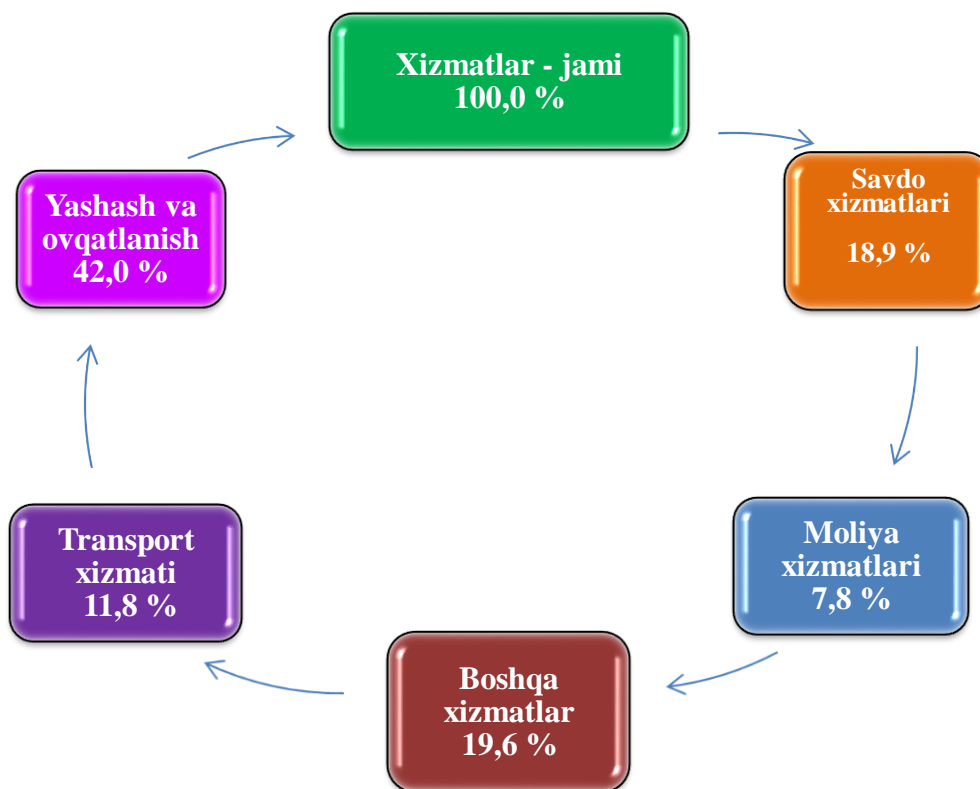 Xizmatlar - jami
100,0 %
Savdo
xizmatlari
18,9 %
Yashash va
ovqatlanish
42,0 %
Moliya
xizmatlari
7,8 %
Transport
xizmati
11,8 %
Boshqa
xizmatlar
19,6 %